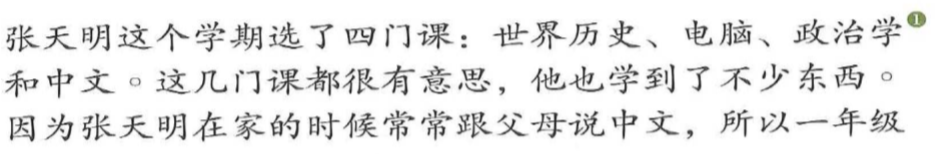 张天明这个学期选了四门课：世界历史、电脑、政治学❶
和中文。这几门课都很有意思，他也学到了不少东西。
因为张天明在家的时候常常跟父母说中文，所以一年级